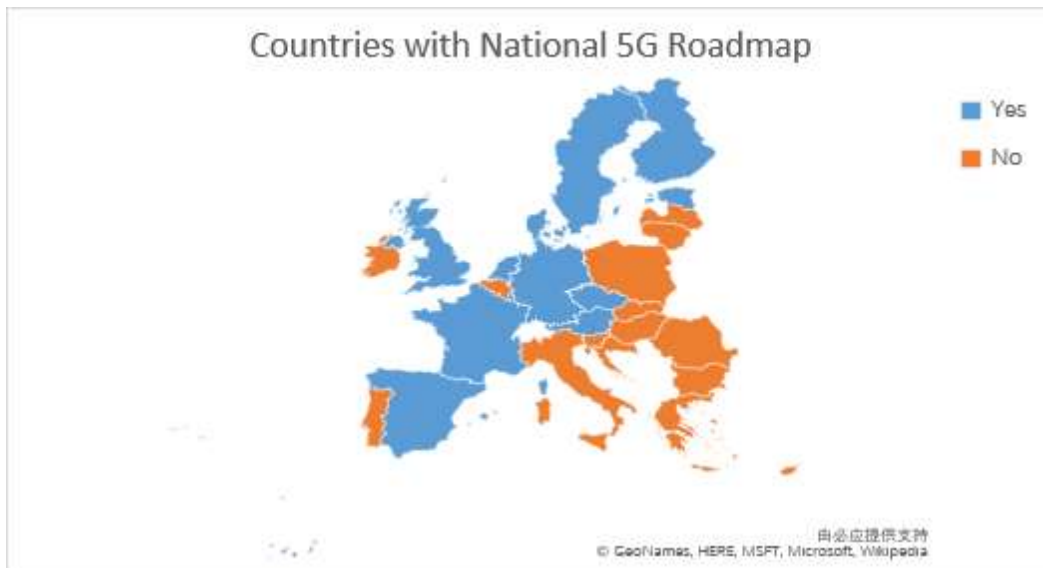 Countries with National 5G Roadmap
Yes
No
由必应提供支持
© GeoNames, HERE, MSFT, Microsoft, Wikipedia